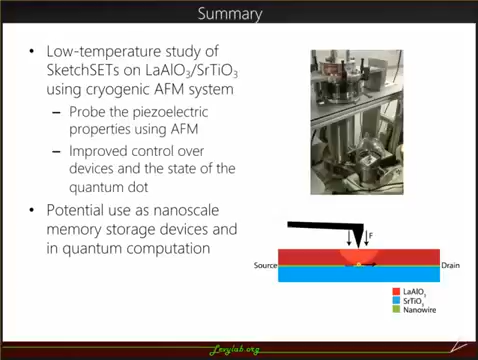 Summary
• Low-temperature study of
SketchSETs on LaAlO₃/SrTiO₃
using cryogenic AFM system
– Probe the piezoelectric
properties using AFM
– Improved control over
devices and the state of the
quantum dot
• Potential use as nanoscale
memory storage devices and
in quantum computation
F
Source
Drain
LaAlO₃
SrTiO₃
Nanowire
Levylab.org